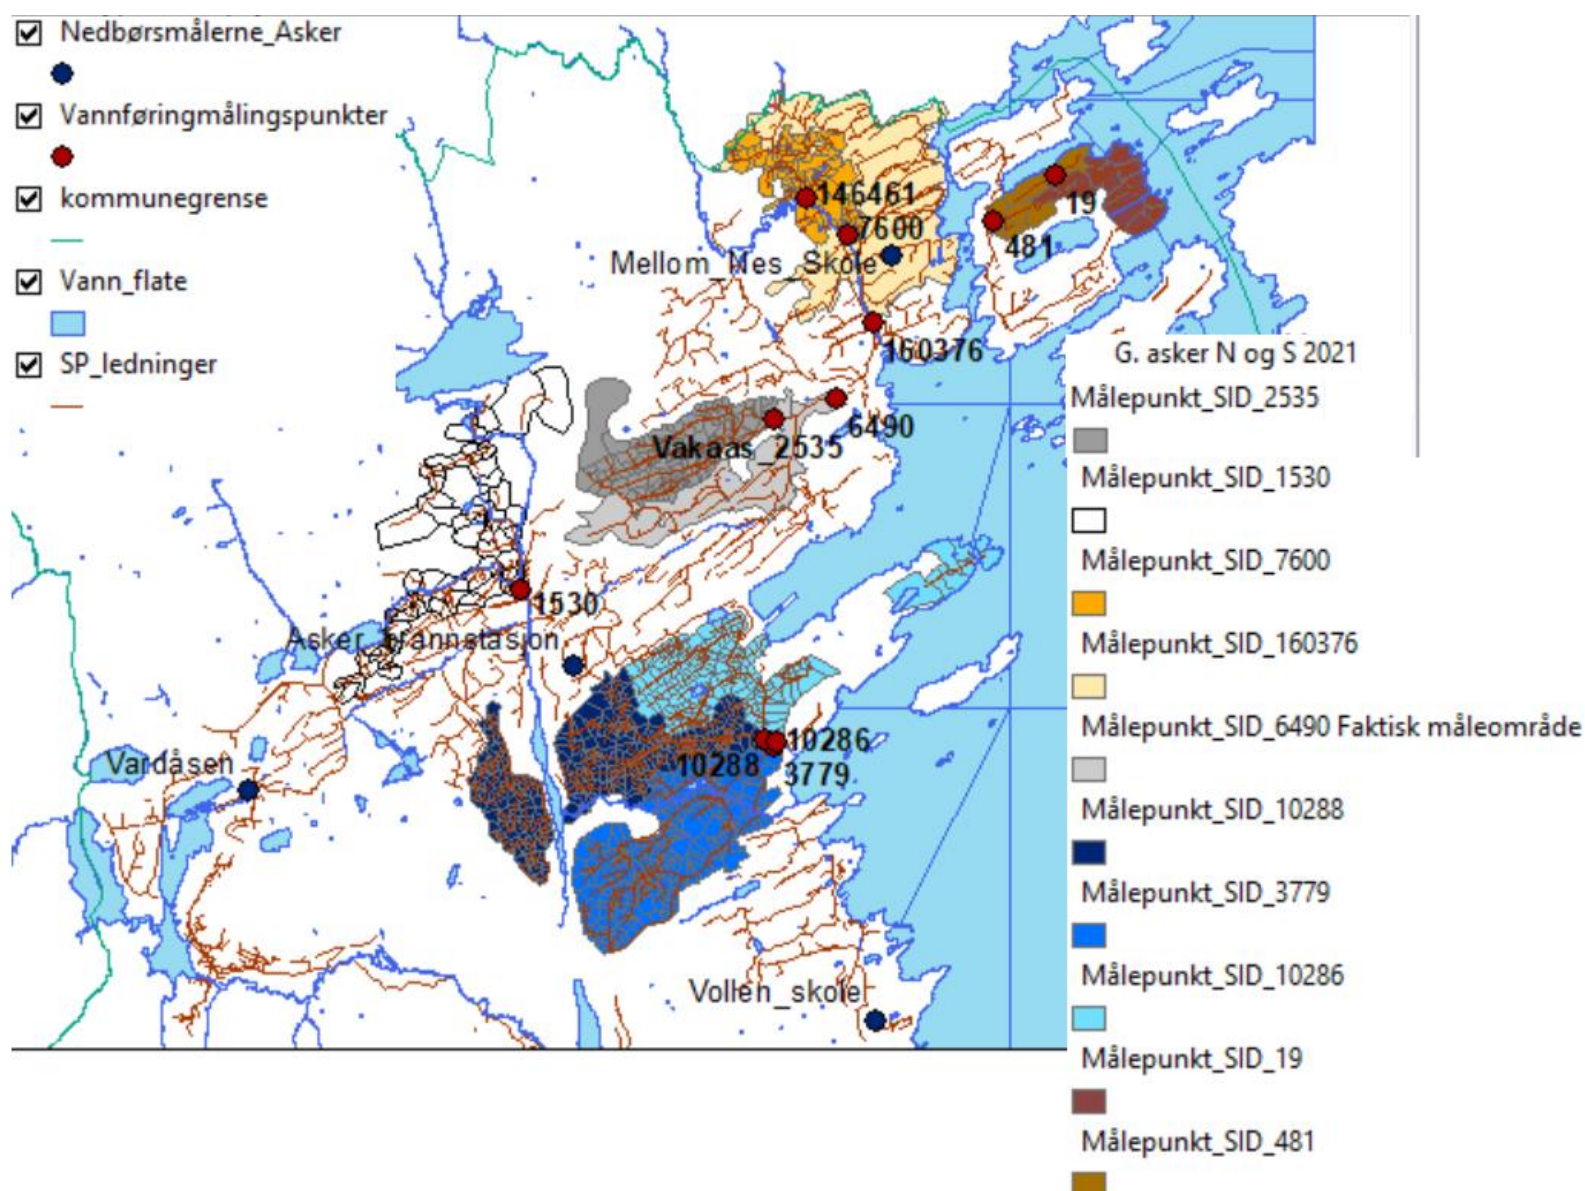 Nedbørsmålerne_Asker
Vannføringmålingspunkter
kommunegrense
Vann_flate
SP_ledninger
146461
7600
Mellom_Nes_Skole
19
481
160376
6490
Vakaas_2535
1530
Asker_brannstasjon
10286
10288
3779
Vardåsen
Vollen_skole
G. asker N og S 2021
Målepunkt_SID_2535
Målepunkt_SID_1530
Målepunkt_SID_7600
Målepunkt_SID_160376
Målepunkt_SID_6490 Faktisk måleområde
Målepunkt_SID_10288
Målepunkt_SID_3779
Målepunkt_SID_10286
Målepunkt_SID_19
Målepunkt_SID_481